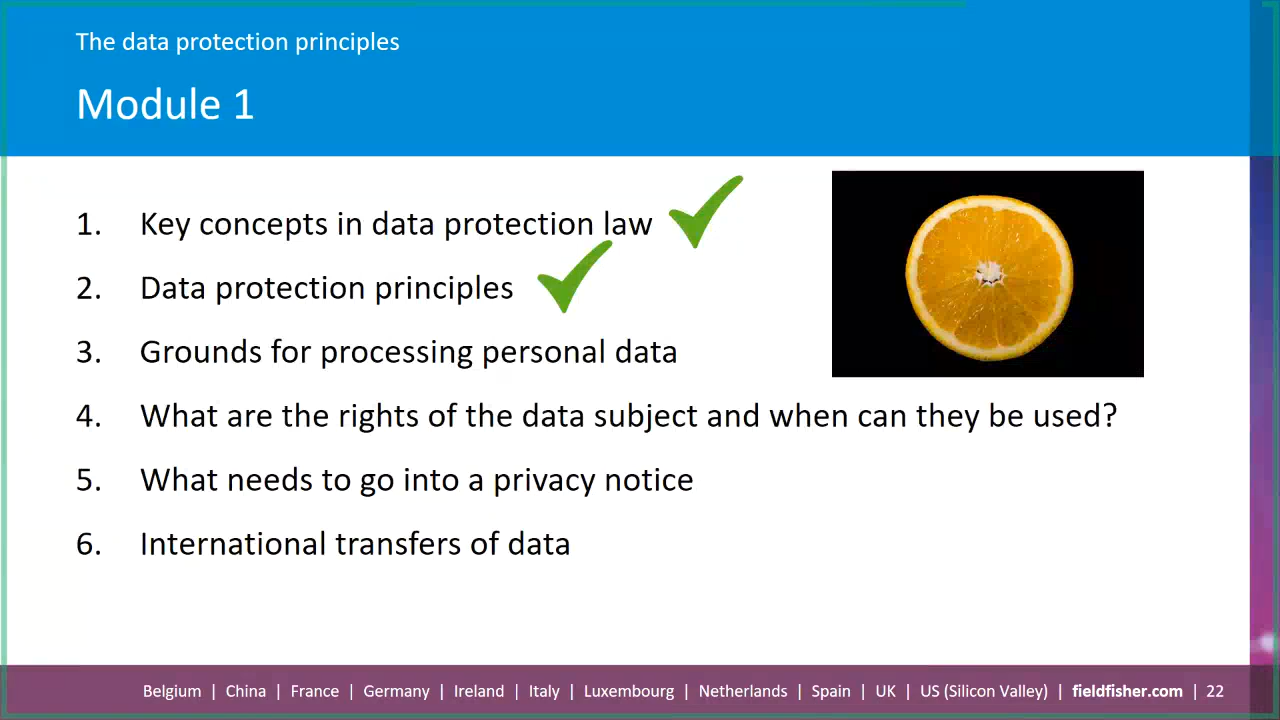 The data protection principles
Module 1
1. Key concepts in data protection law
2. Data protection principles
3. Grounds for processing personal data
4. What are the rights of the data subject and when can they be used?
5. What needs to go into a privacy notice
6. International transfers of data
Belgium | China | France | Germany | Ireland | Italy | Luxembourg | Netherlands | Spain | UK | US (Silicon Valley) | fieldfisher.com | 22